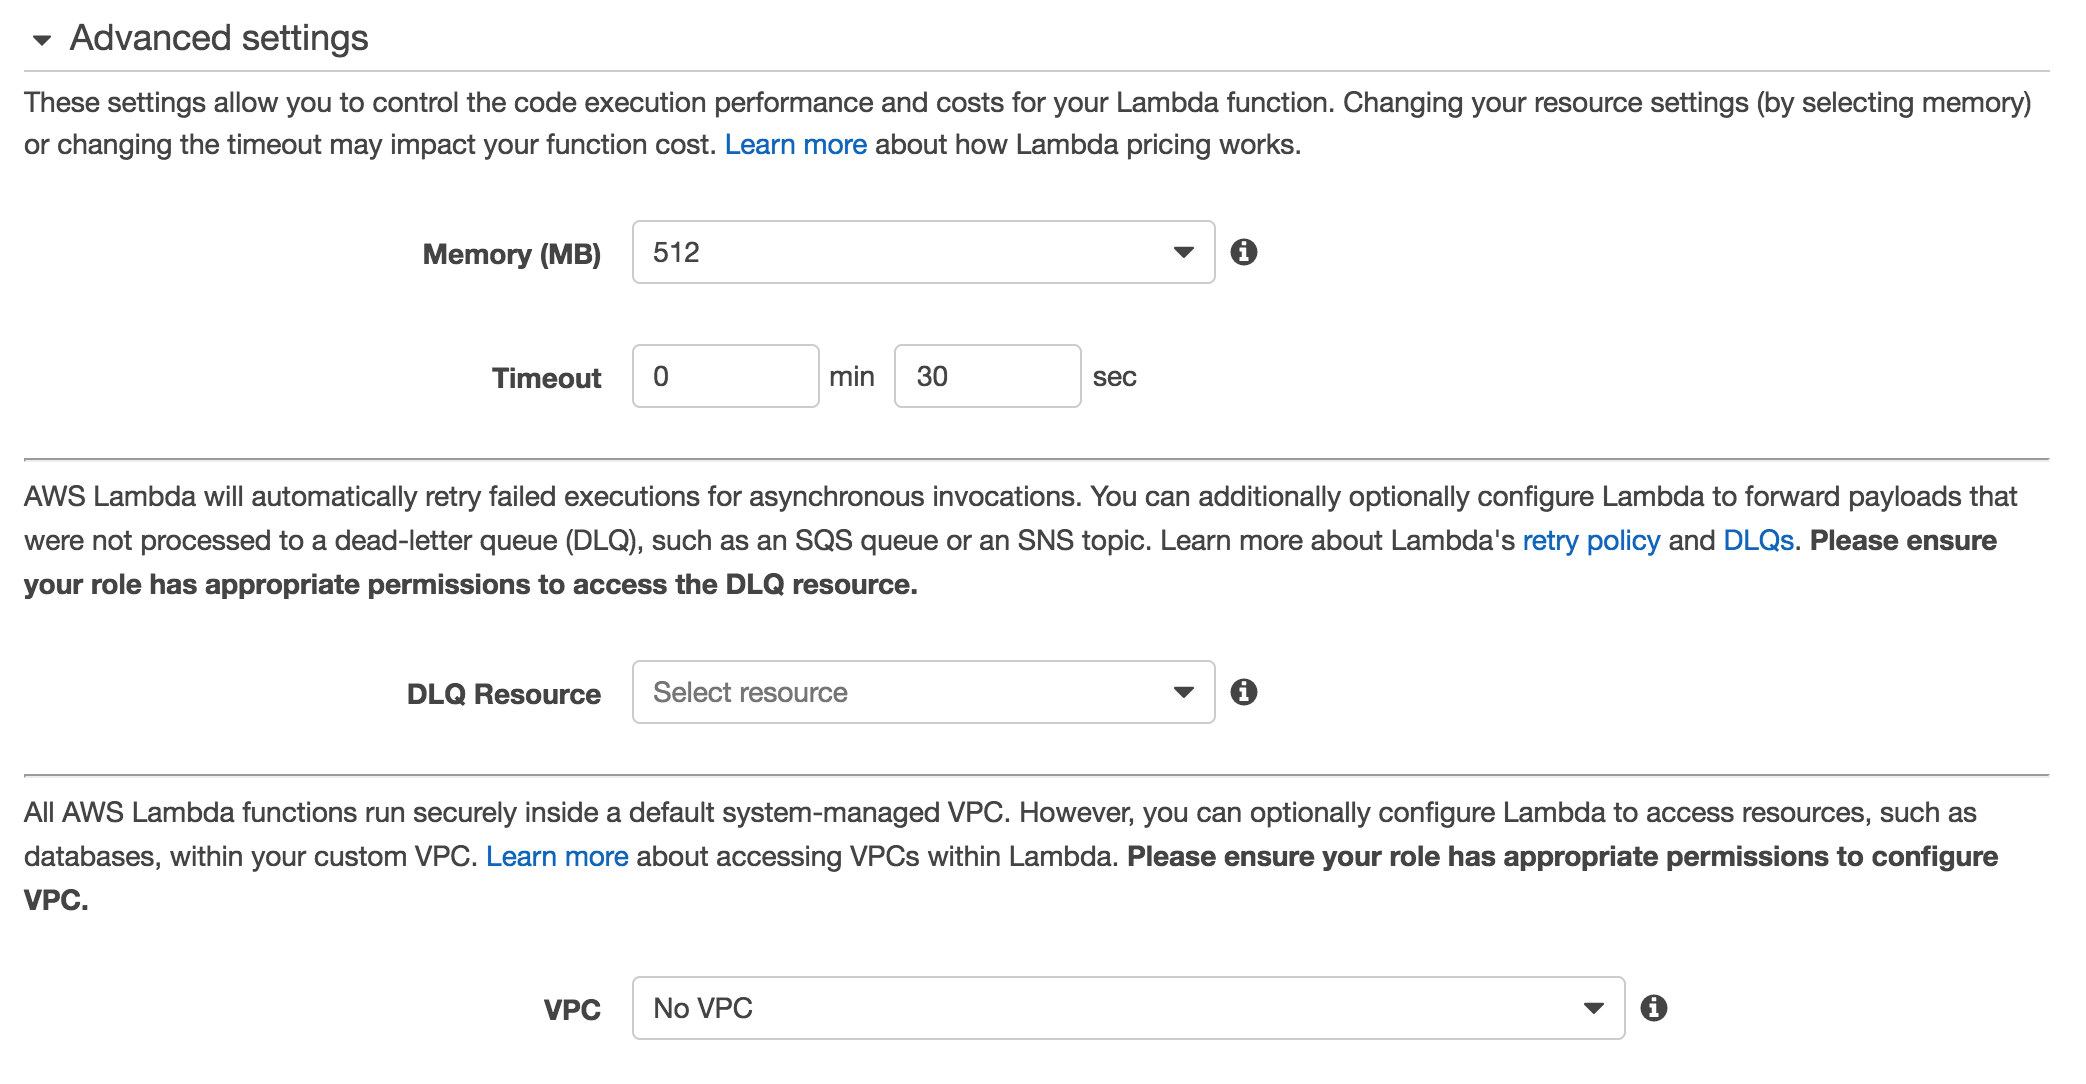 Advanced settings
These settings allow you to control the code execution performance and costs for your Lambda function. Changing your resource settings (by selecting memory)
or changing the timeout may impact your function cost. Learn more about how Lambda pricing works.
Memory (MB) 512
Timeout 0 min 30 sec
AWS Lambda will automatically retry failed executions for asynchronous invocations. You can additionally optionally configure Lambda to forward payloads that
were not processed to a dead-letter queue (DLQ), such as an SQS queue or an SNS topic. Learn more about Lambda's retry policy and DLQs. Please ensure
your role has appropriate permissions to access the DLQ resource.
DLQ Resource Select resource
All AWS Lambda functions run securely inside a default system-managed VPC. However, you can optionally configure Lambda to access resources, such as
databases, within your custom VPC. Learn more about accessing VPCs within Lambda. Please ensure your role has appropriate permissions to configure
VPC.
VPC No VPC